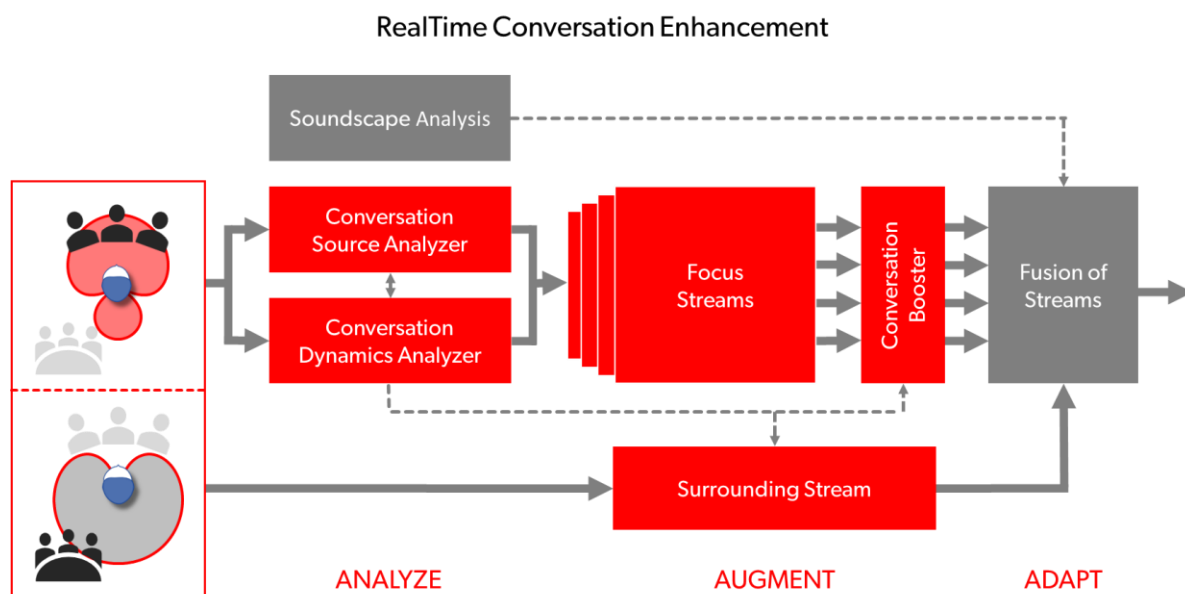 RealTime Conversation Enhancement
Soundscape Analysis
Conversation
Source Analyzer
Conversation
Dynamics Analyzer
Focus
Streams
Conversation
Booster
Fusion of
Streams
Surrounding Stream
ANALYZE
AUGMENT
ADAPT